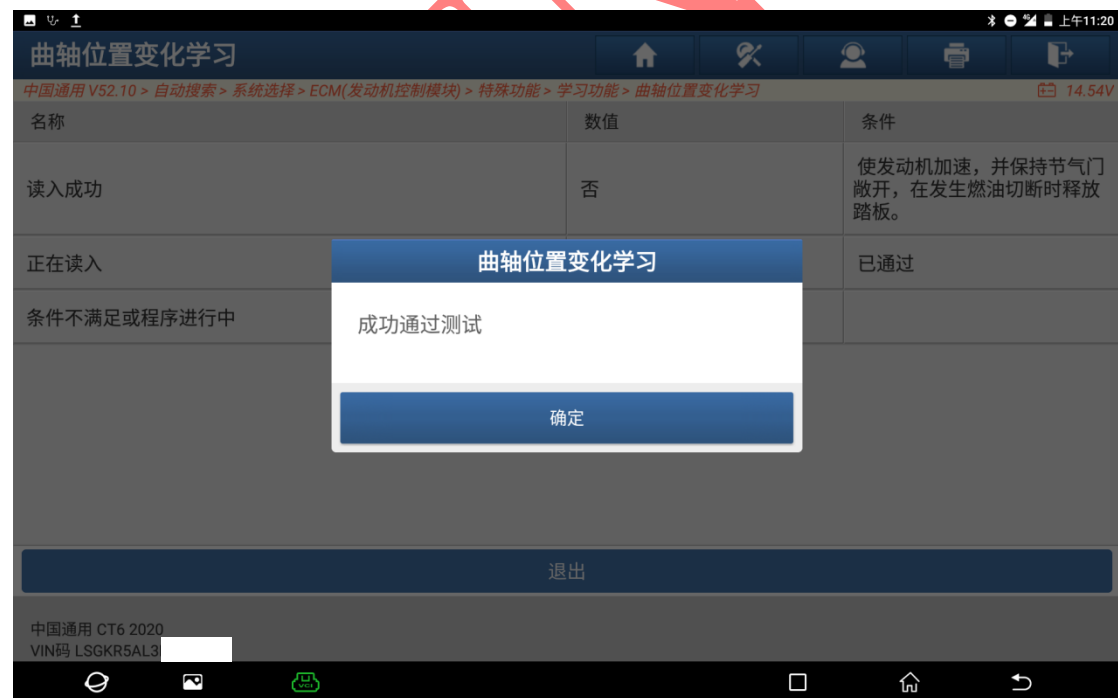 上午11:20
曲轴位置变化学习
中国通用 V52.10 > 自动搜索 > 系统选择 > ECM(发动机控制模块) > 特殊功能 > 学习功能 > 曲轴位置变化学习 14.54V
名称 数值 条件
读入成功 否 使发动机加速，并保持节气门
敞开，在发生燃油切断时释放
踏板。
正在读入 已通过
条件不满足或程序进行中
曲轴位置变化学习
成功通过测试
确定
退出
中国通用 CT6 2020
VIN码 LSGKR5AL3
VCI